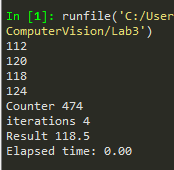 In [1]: runfile('C:/User
ComputerVision/Lab3')
112
120
118
124
Counter 474
iterations 4
Result 118.5
Elapsed time: 0.00